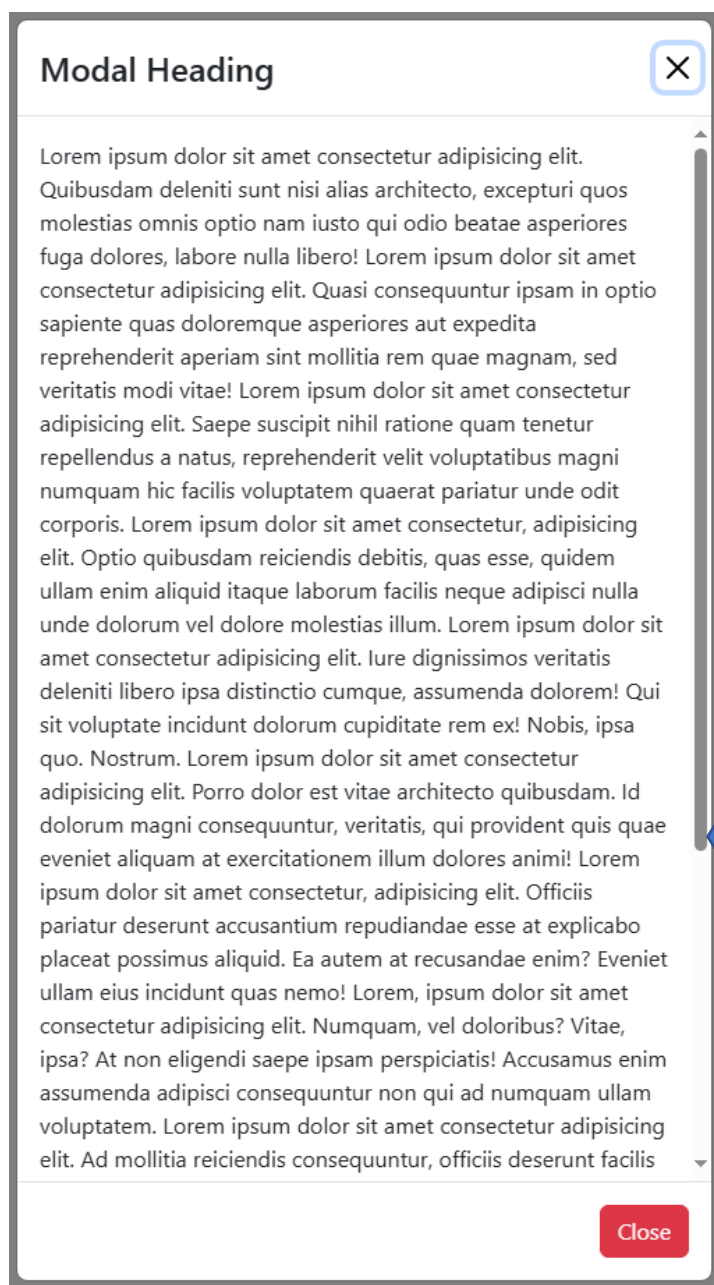 Modal Heading
Lorem ipsum dolor sit amet consectetur adipisicing elit.
Quibusdam deleniti sunt nisi alias architecto, excepturi quos
molestias omnis optio nam iusto qui odio beatae asperiores
fuga dolores, labore nulla libero! Lorem ipsum dolor sit amet
consectetur adipisicing elit. Quasi consequuntur ipsam in optio
sapiente quas doloremque asperiores aut expedita
reprehenderit aperiam sint mollitia rem quae magnam, sed
veritatis modi vitae! Lorem ipsum dolor sit amet consectetur
adipisicing elit. Saepe suscipit nihil ratione quam tenetur
repellendus a natus, reprehenderit velit voluptatibus magni
numquam hic facilis voluptatem quaerat pariatur unde odit
corporis. Lorem ipsum dolor sit amet consectetur, adipisicing
elit. Optio quibusdam reiciendis debitis, quas esse, quidem
ullam enim aliquid itaque laborum facilis neque adipisci nulla
unde dolorum vel dolore molestias illum. Lorem ipsum dolor sit
amet consectetur adipisicing elit. Iure dignissimos veritatis
deleniti libero ipsa distinctio cumque, assumenda dolorem! Qui
sit voluptate incidunt dolorum cupiditate rem ex! Nobis, ipsa
quo. Nostrum. Lorem ipsum dolor sit amet consectetur
adipisicing elit. Porro dolor est vitae architecto quibusdam. Id
dolorum magni consequuntur, veritatis, qui provident quis quae
eveniet aliquam at exercitationem illum dolores animi! Lorem
ipsum dolor sit amet consectetur, adipisicing elit. Officiis
pariatur deserunt accusantium repudiandae esse at explicabo
placeat possimus aliquid. Ea autem at recusandae enim? Eveniet
ullam eius incidunt quas nemo! Lorem, ipsum dolor sit amet
consectetur adipisicing elit. Numquam, vel doloribus? Vitae,
ipsa? At non eligendi saepe ipsam perspiciatis! Accusamus enim
assumenda adipisci consequuntur non qui ad numquam ullam
voluptatem. Lorem ipsum dolor sit amet consectetur adipisicing
elit. Ad mollitia reiciendis consequuntur, officiis deserunt facilis
Close